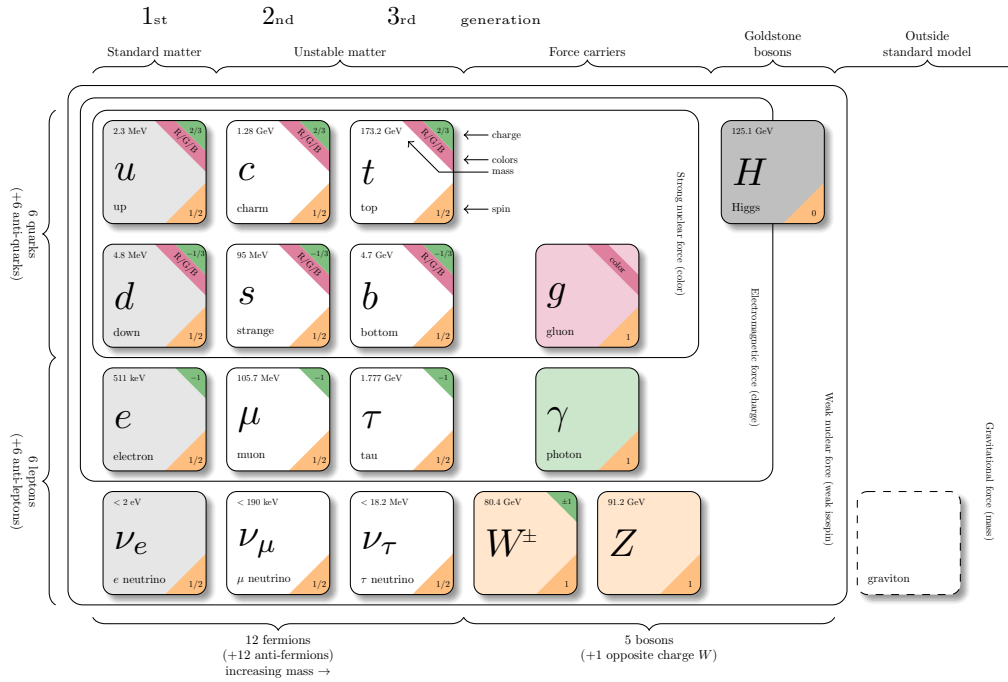 1st 2nd 3rd generation
Standard matter
Unstable matter
Force carriers
Goldstone
bosons
Outside
standard model
6 quarks
(+6 anti-quarks)
6 leptons
(+6 anti-leptons)
2.3 MeV
2/3
R/G/B
u
up
1/2
1.28 GeV
2/3
R/G/B
c
charm
1/2
173.2 GeV
2/3
R/G/B
t
top
1/2
charge
colors
mass
spin
125.1 GeV
H
Higgs
0
4.8 MeV
−1/3
R/G/B
d
down
1/2
95 MeV
−1/3
R/G/B
s
strange
1/2
4.7 GeV
−1/3
R/G/B
b
bottom
1/2
color
g
gluon
1
Strong nuclear force (color)
511 keV
−1
e
electron
1/2
105.7 MeV
−1
μ
muon
1/2
1.777 GeV
−1
τ
tau
1/2
γ
photon
1
Electromagnetic force (charge)
< 2 eV
νe
e neutrino
1/2
< 190 keV
νμ
μ neutrino
1/2
< 18.2 MeV
ντ
τ neutrino
1/2
80.4 GeV
±1
W±
1
91.2 GeV
Z
1
Weak nuclear force (weak isospin)
graviton
Gravitational force (mass)
12 fermions
(+12 anti-fermions)
increasing mass →
5 bosons
(+1 opposite charge W)